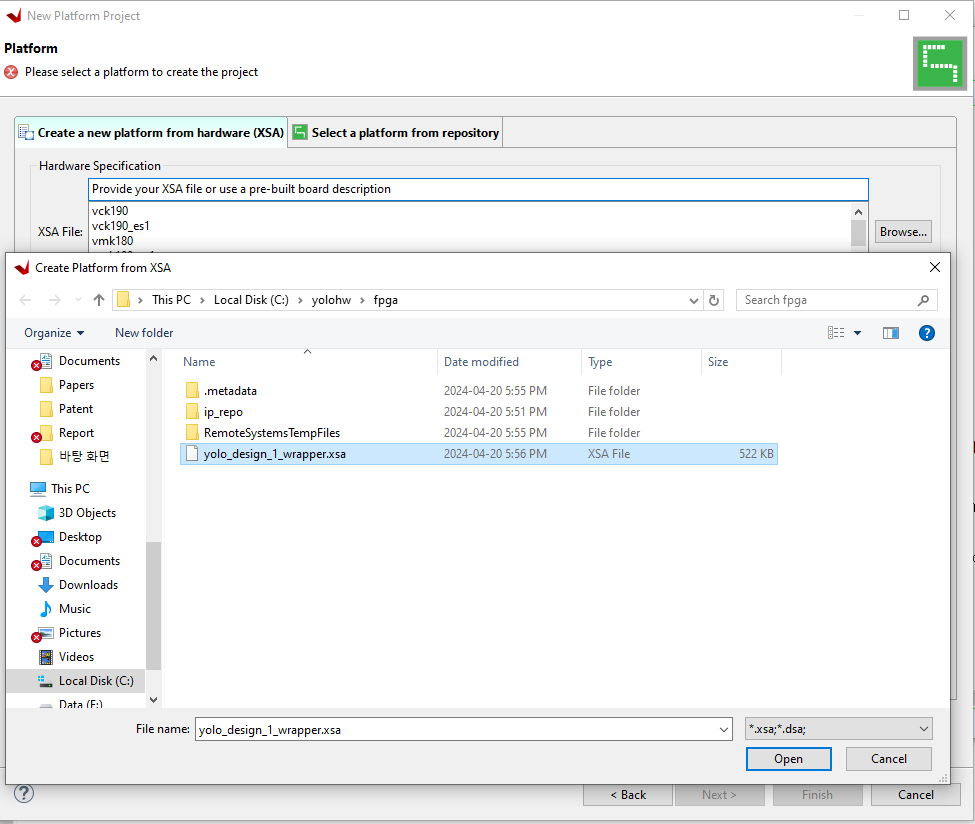 New Platform Project
Platform
Please select a platform to create the project
Create a new platform from hardware (XSA) Select a platform from repository
Hardware Specification
Provide your XSA file or use a pre-built board description
vck190
vck190_es1
XSA File: Browse...
vmk180
Create Platform from XSA
This PC > Local Disk (C:) > yolohw > fpga Search fpga
Organize New folder
Name Date modified Type Size
Documents
Papers
Patent
Report
바탕 화면
This PC
3D Objects
Desktop
Documents
Downloads
Music
Pictures
Videos
Local Disk (C:)
Data (F:)
.metadata 2024-04-20 5:55 PM File folder
ip_repo 2024-04-20 5:51 PM File folder
RemoteSystemsTempFiles 2024-04-20 5:55 PM File folder
yolo_design_1_wrapper.xsa 2024-04-20 5:56 PM XSA File 522 KB
File name: yolo_design_1_wrapper.xsa *.xsa;*.dsa;
Open Cancel
? < Back Next > Finish Cancel